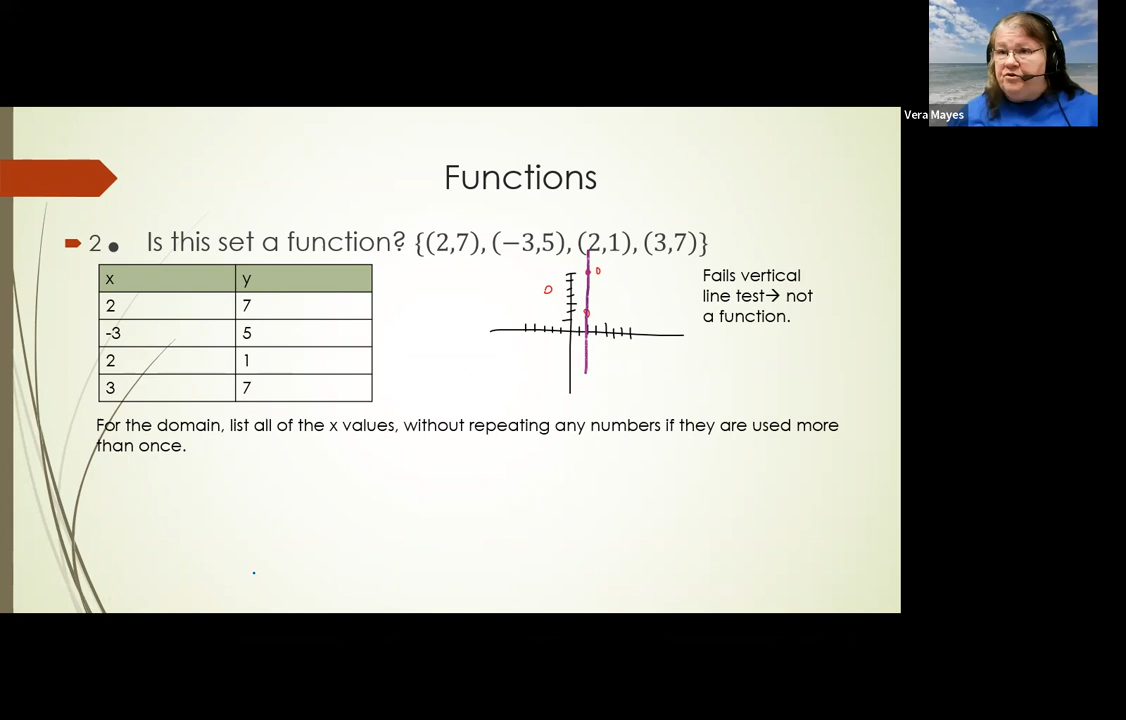 Vera Mayes
Functions
2. Is this set a function? {(2,7), (−3,5), (2,1), (3,7)}
x y
2 7
-3 5
2 1
3 7
Fails vertical
line test→ not
a function.
For the domain, list all of the x values, without repeating any numbers if they are used more
than once.